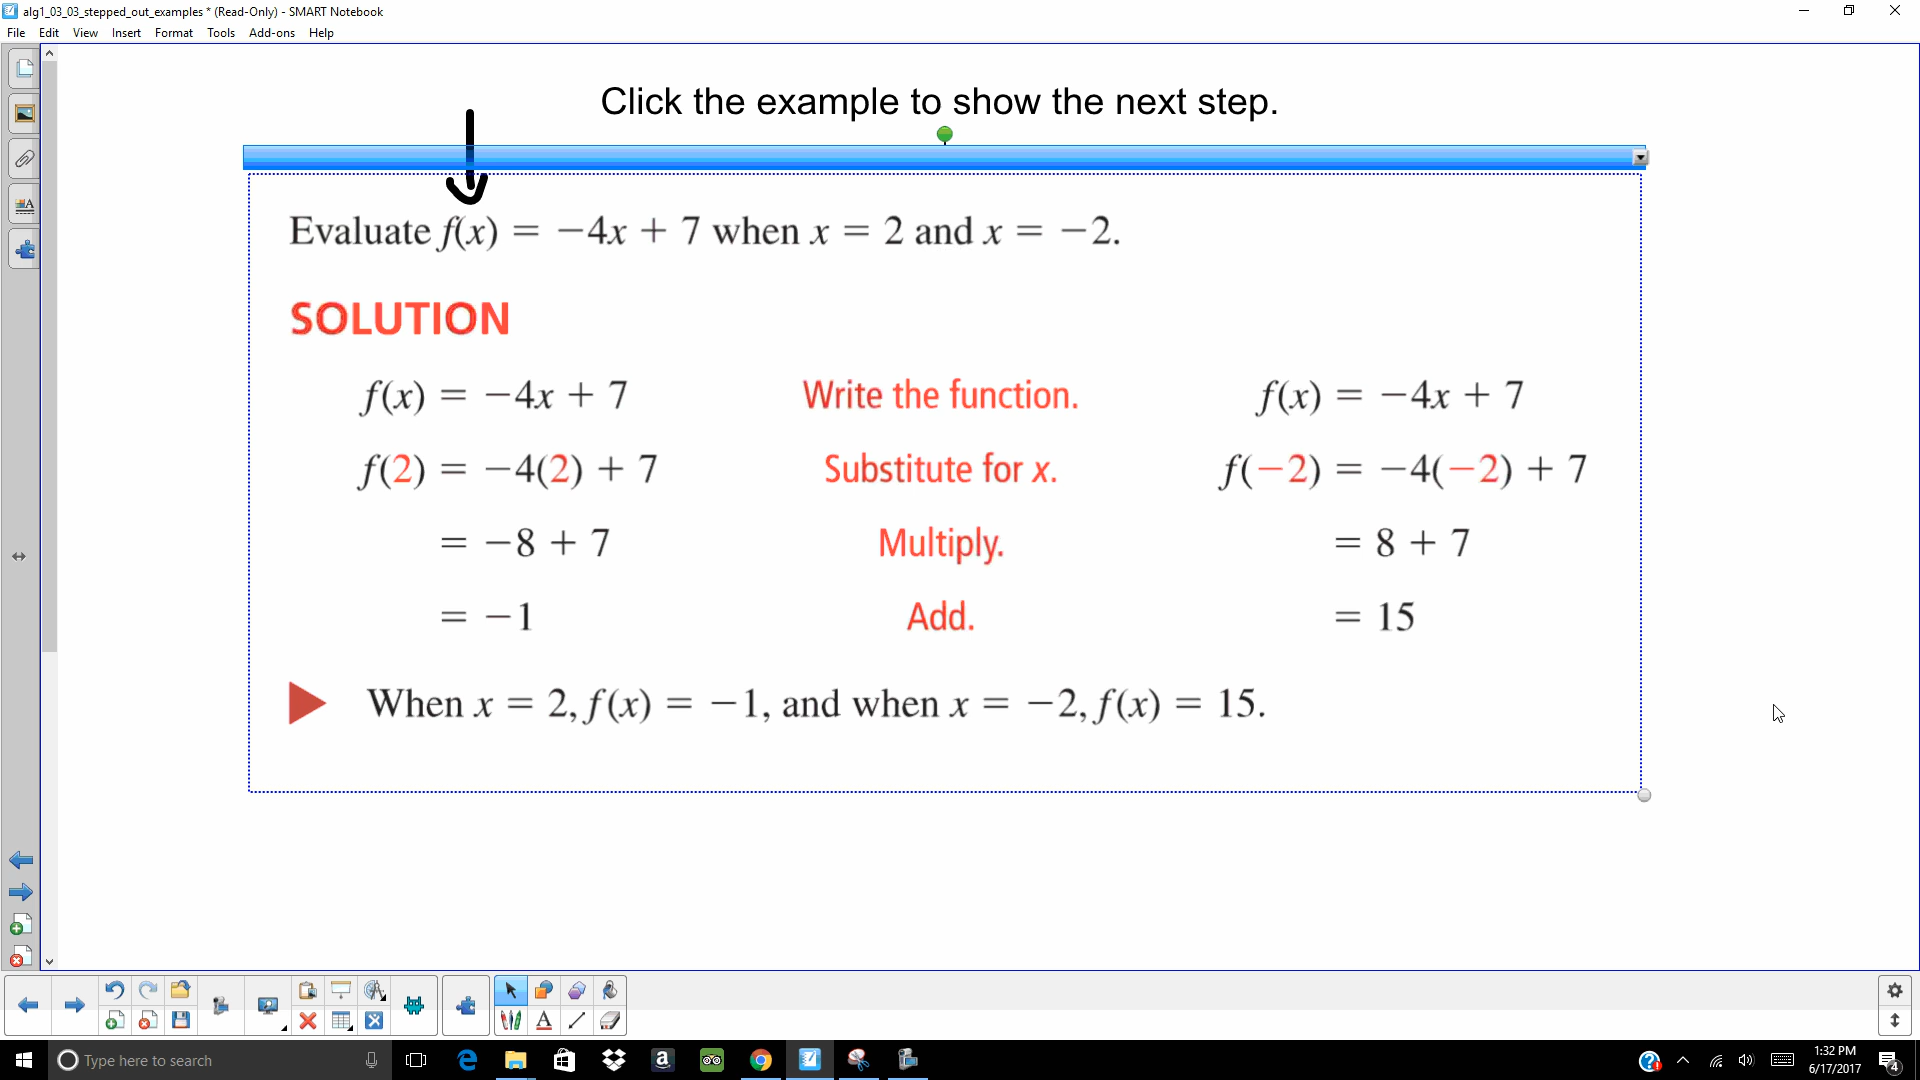 alg1_03_03_stepped_out_examples * (Read-Only) - SMART Notebook
File Edit View Insert Format Tools Add-ons Help
Click the example to show the next step.
Evaluate f(x) = −4x + 7 when x = 2 and x = −2.
SOLUTION
f(x) = −4x + 7 Write the function. f(x) = −4x + 7
f(2) = −4(2) + 7 Substitute for x. f(−2) = −4(−2) + 7
= −8 + 7 Multiply. = 8 + 7
= −1 Add. = 15
When x = 2, f(x) = −1, and when x = −2, f(x) = 15.
Type here to search
1:32 PM
6/17/2017
4